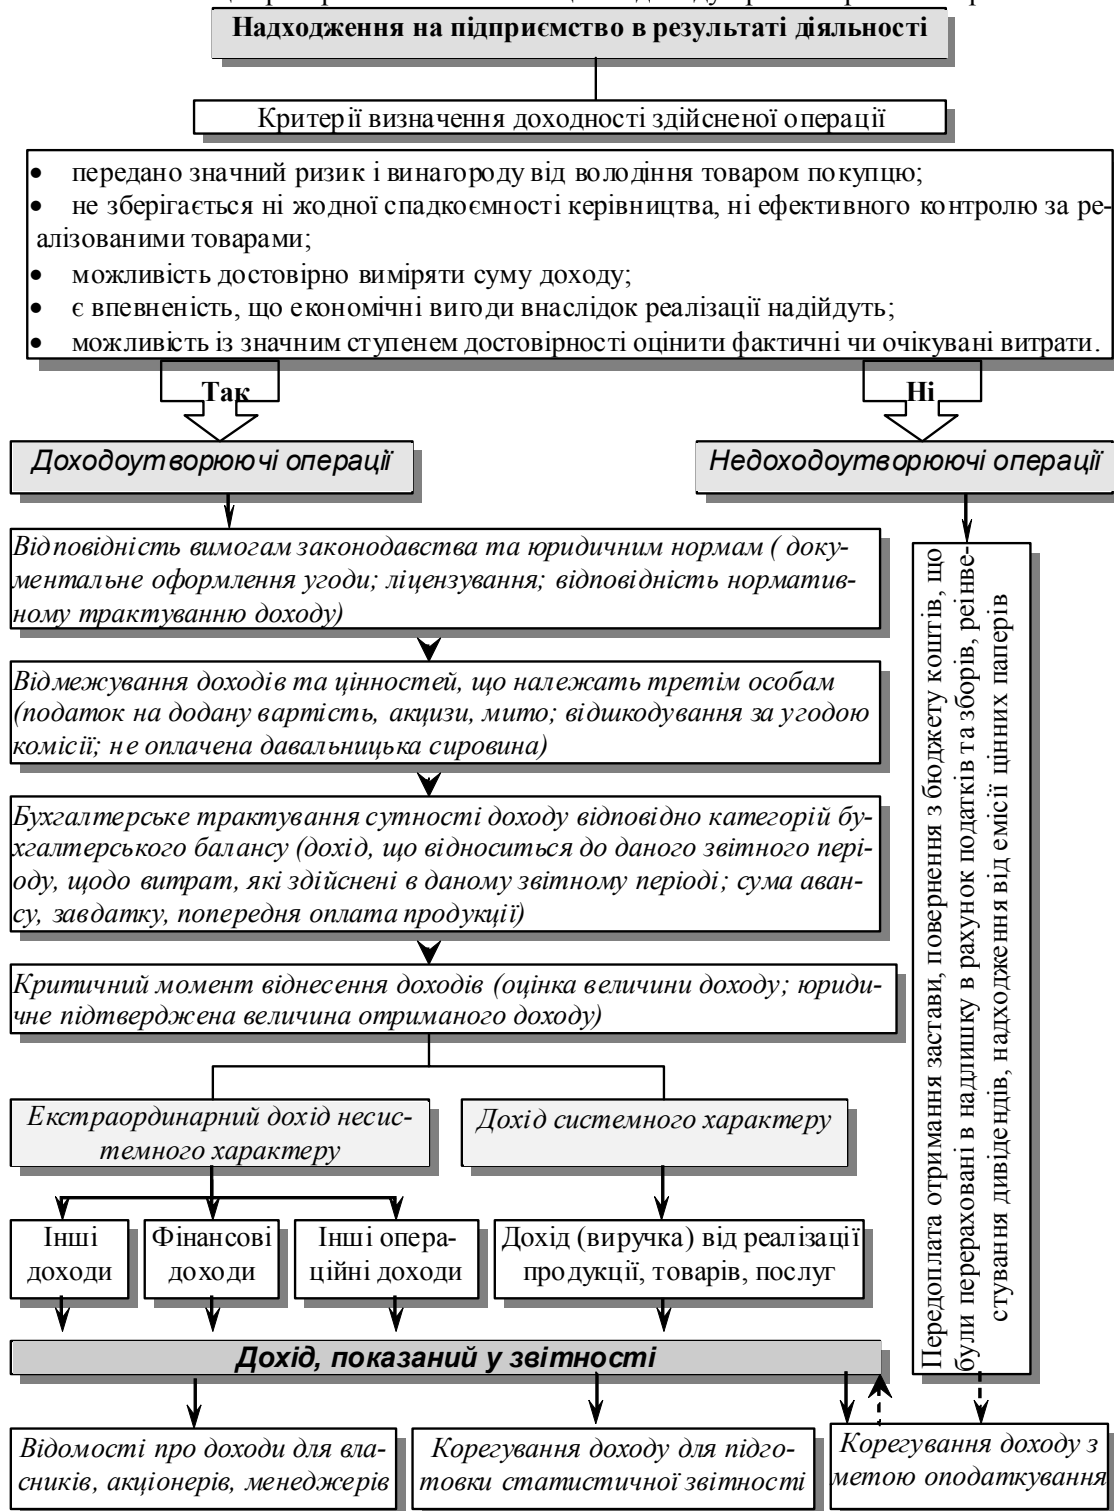 Надходження на підприємство в результаті діяльності
Критерії визначення доходності здійсненої операції
• передано значний ризик і винагороду від володіння товаром покупцю;
• не зберігається ні жодної спадкоємності керівництва, ні ефективного контролю за ре-
алізованими товарами;
• можливість достовірно виміряти суму доходу;
• є впевненість, що економічні вигоди внаслідок реалізації надійдуть;
• можливість із значним ступенем достовірності оцінити фактичні чи очікувані витрати.
Так
Ні
Доходоутворюючі операції
Недоходоутворюючі операції
Відповідність вимогам законодавства та юридичним нормам ( доку-
ментальне оформлення угоди; ліцензування; відповідність норматив-
ному трактуванню доходу)
Відмежування доходів та цінностей, що належать третім особам
(податок на додану вартість, акцизи, мито; відшкодування за угодою
комісії; не оплачена давальницька сировина)
Бухгалтерське трактування сутності доходу відповідно категорій бу-
хгалтерського балансу (дохід, що відноситься до даного звітного пері-
оду, щодо витрат, які здійснені в даному звітному періоді; сума аван-
су, завдатку, попередня оплата продукції)
Критичний момент віднесення доходів (оцінка величини доходу; юриди-
чне підтверджена величина отриманого доходу)
Передоплата отримання застави, повернення з бюджету коштів, що
були перераховані в надлишку в рахунок податків та зборів, реінве-
стування дивідендів, надходження від емісії цінних паперів
Екстраординарний дохід несис-
темного характеру
Дохід системного характеру
Інші
доходи
Фінансові
доходи
Інші опера-
ційні доходи
Дохід (виручка) від реалізації
продукції, товарів, послуг
Дохід, показаний у звітності
Відомості про доходи для вла-
сників, акціонерів, менеджерів
Корегування доходу для підго-
товки статистичної звітності
Корегування доходу з
метою оподаткування